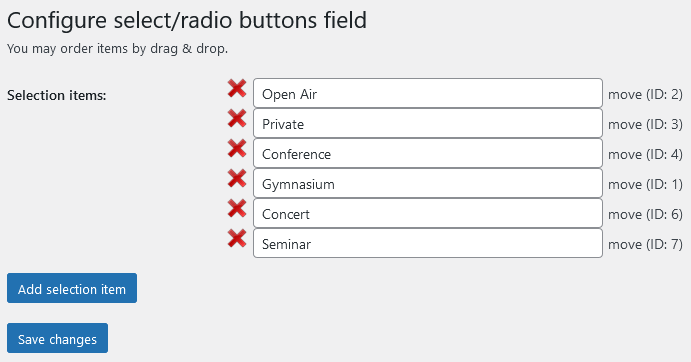 Configure select/radio buttons field
You may order items by drag & drop.
Selection items:
Open Air move (ID: 2)
Private move (ID: 3)
Conference move (ID: 4)
Gymnasium move (ID: 1)
Concert move (ID: 6)
Seminar move (ID: 7)
Add selection item
Save changes